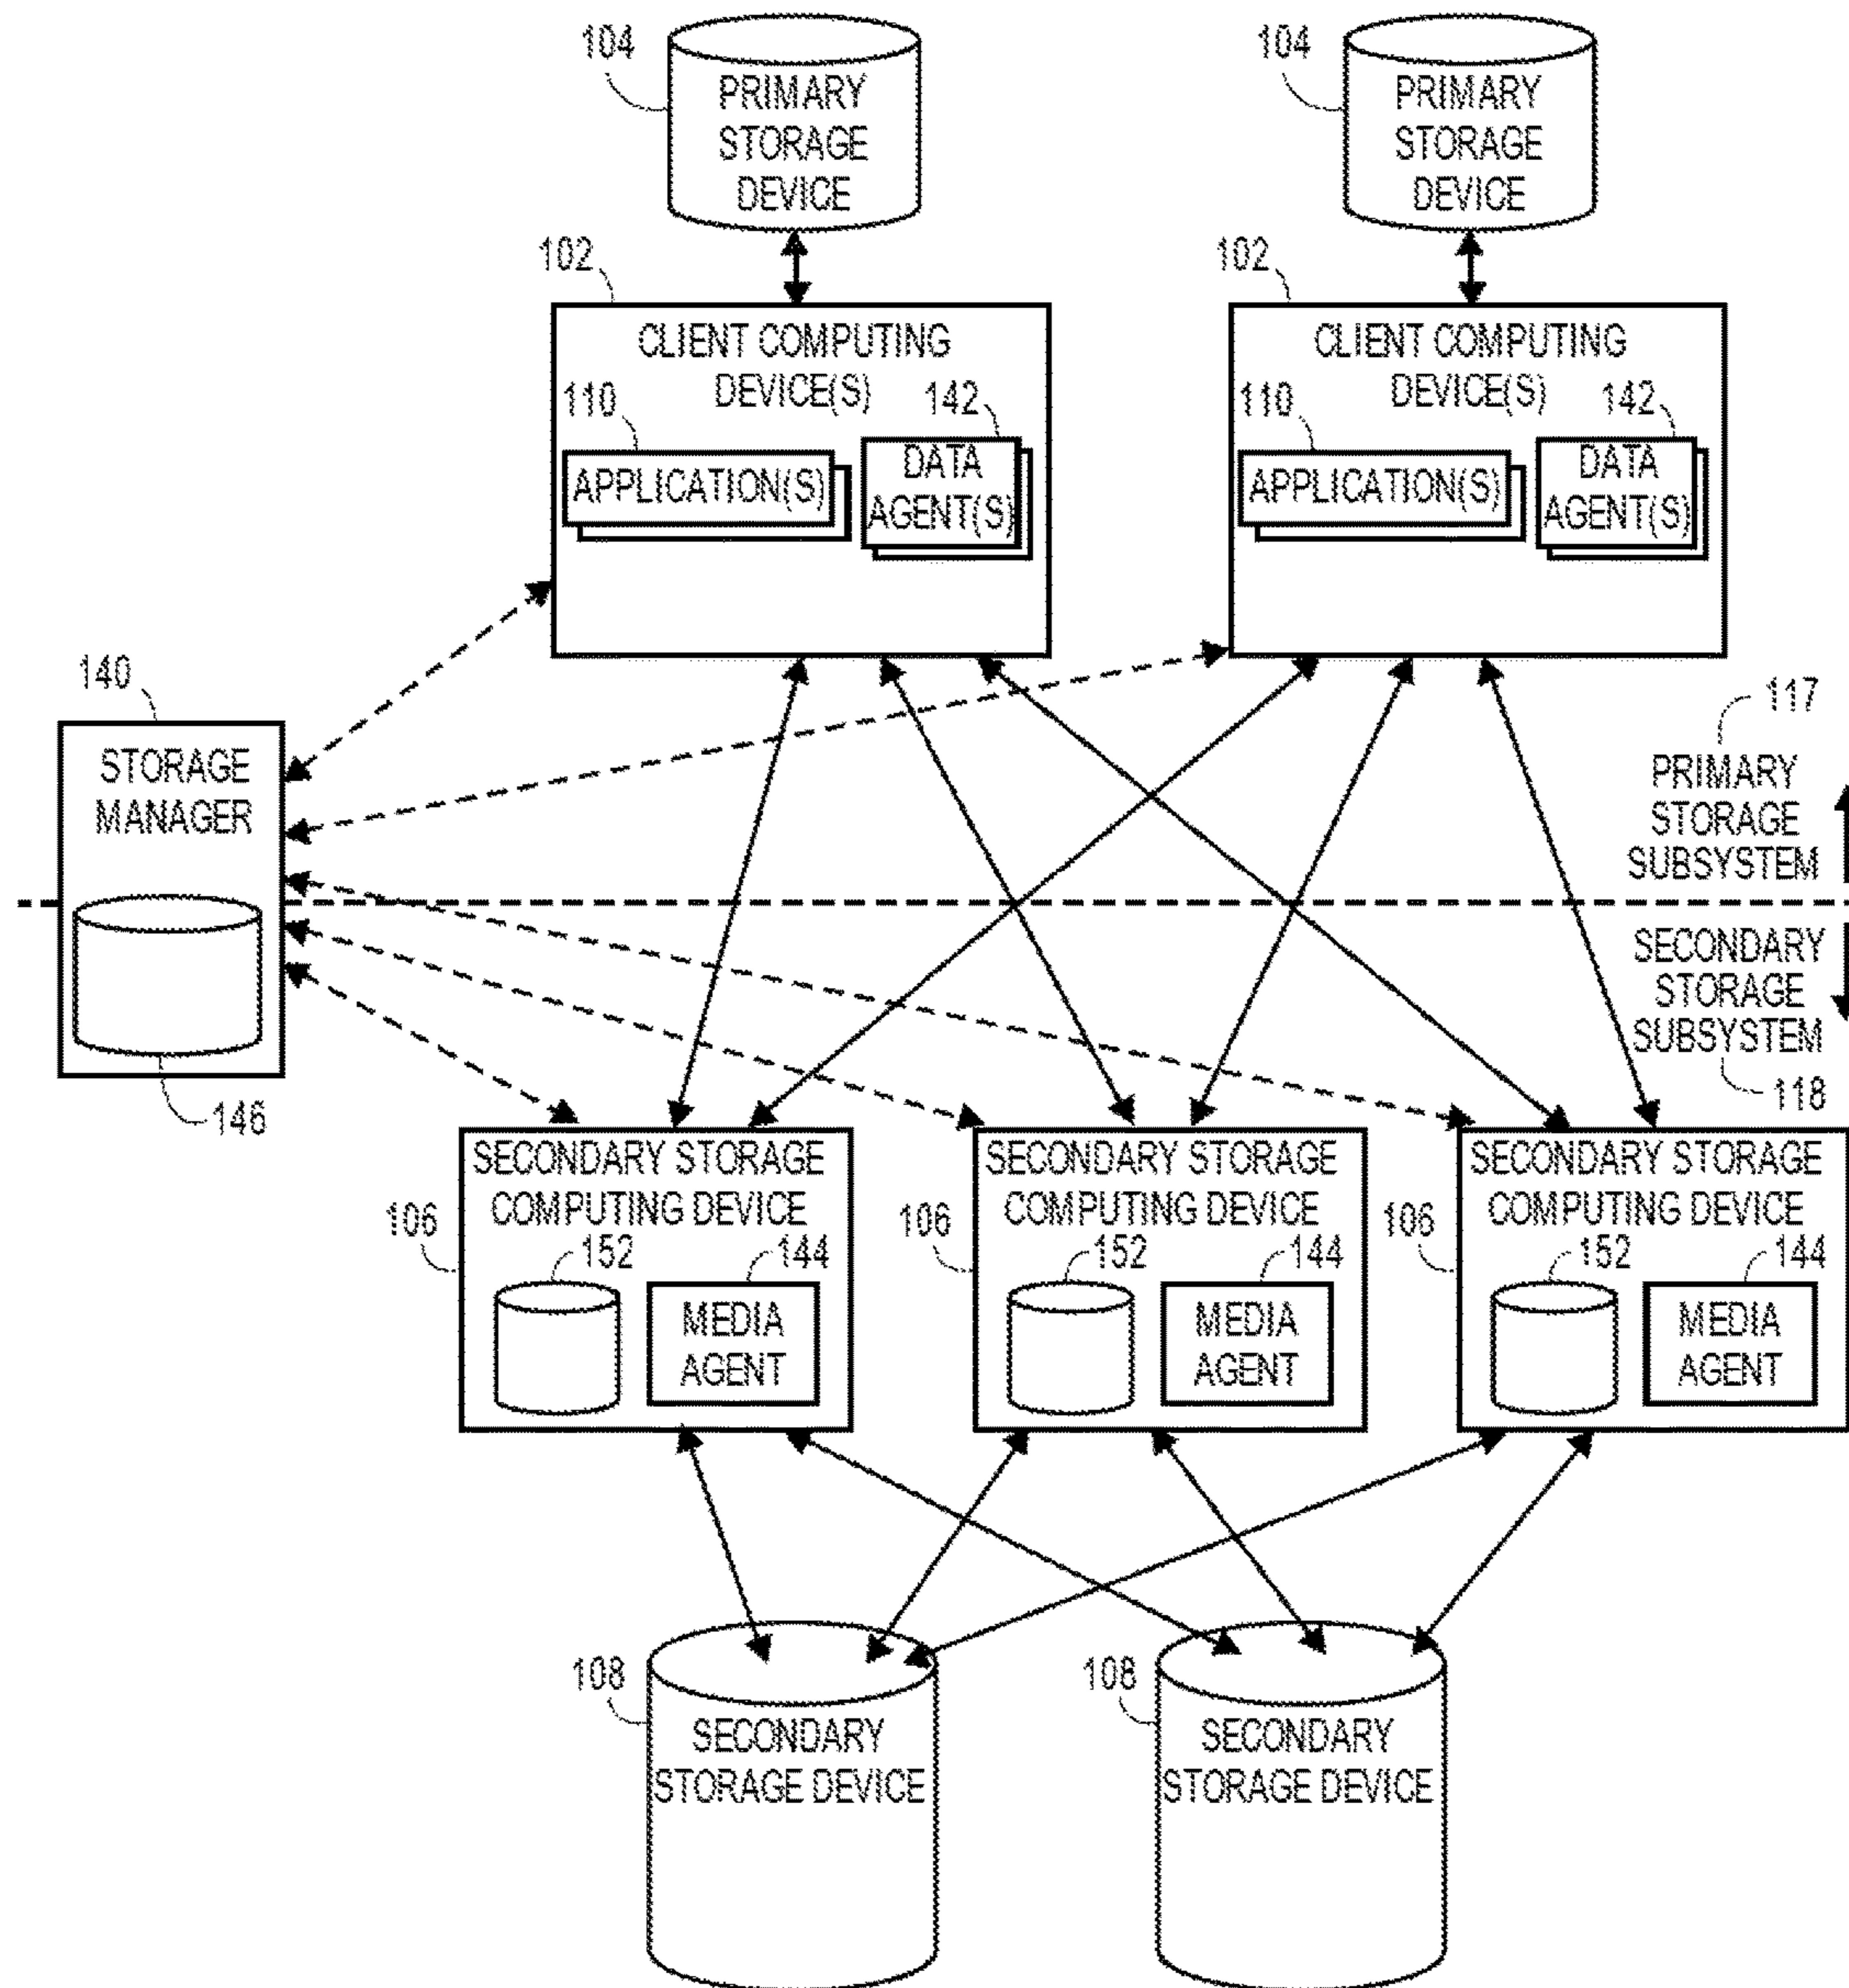 104
PRIMARY
STORAGE
DEVICE
104
PRIMARY
STORAGE
DEVICE
102
CLIENT COMPUTING
DEVICE(S)
110
142
APPLICATION(S)
DATA
AGENT(S)
102
CLIENT COMPUTING
DEVICE(S)
110
142
APPLICATION(S)
DATA
AGENT(S)
140
STORAGE
MANAGER
146
117
PRIMARY
STORAGE
SUBSYSTEM
SECONDARY
STORAGE
SUBSYSTEM
118
SECONDARY STORAGE
COMPUTING DEVICE
106
152
144
MEDIA
AGENT
SECONDARY STORAGE
COMPUTING DEVICE
106
152
144
MEDIA
AGENT
SECONDARY STORAGE
COMPUTING DEVICE
106
152
144
MEDIA
AGENT
108
SECONDARY
STORAGE DEVICE
108
SECONDARY
STORAGE DEVICE